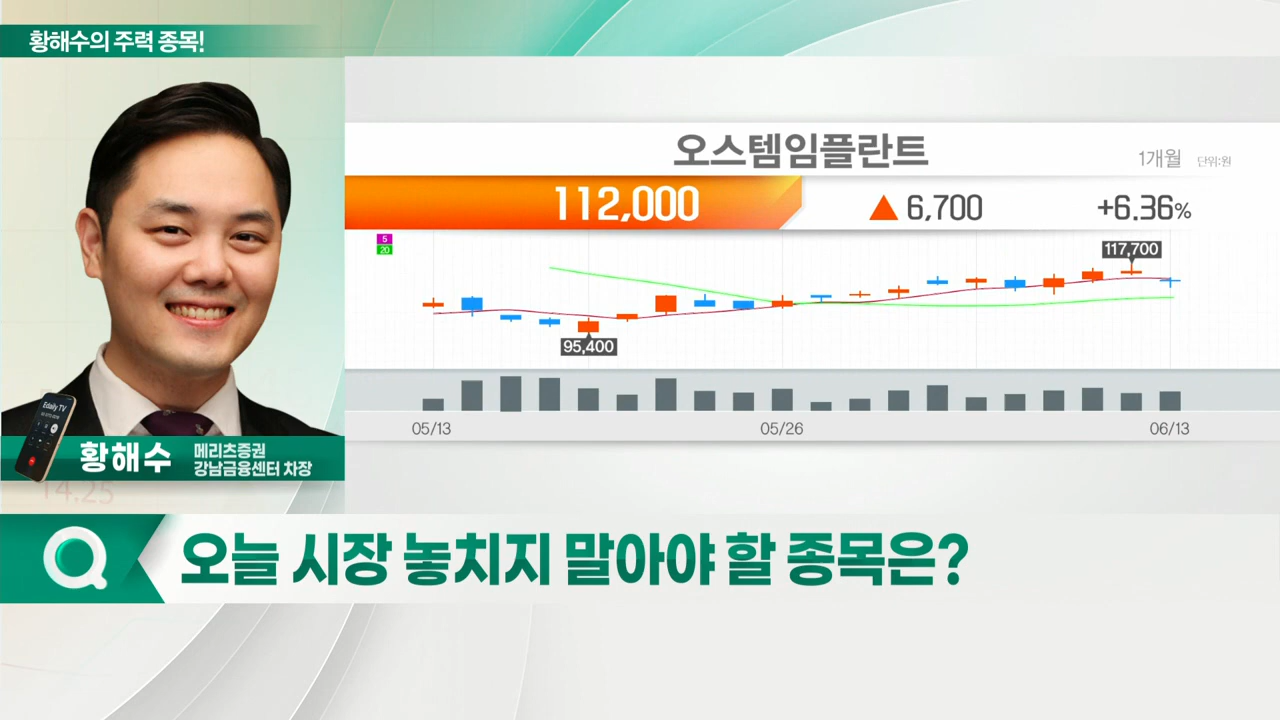 황해수의 주력 종목!
오스템임플란트
1개월 단위:원
112,000 ▲ 6,700 +6.36%
5
20
117,700
95,400
05/13 05/26 06/13
Edaily TV
황해수 메리츠증권
강남금융센터 차장
14.25
Q 오늘 시장 놓치지 말아야 할 종목은?